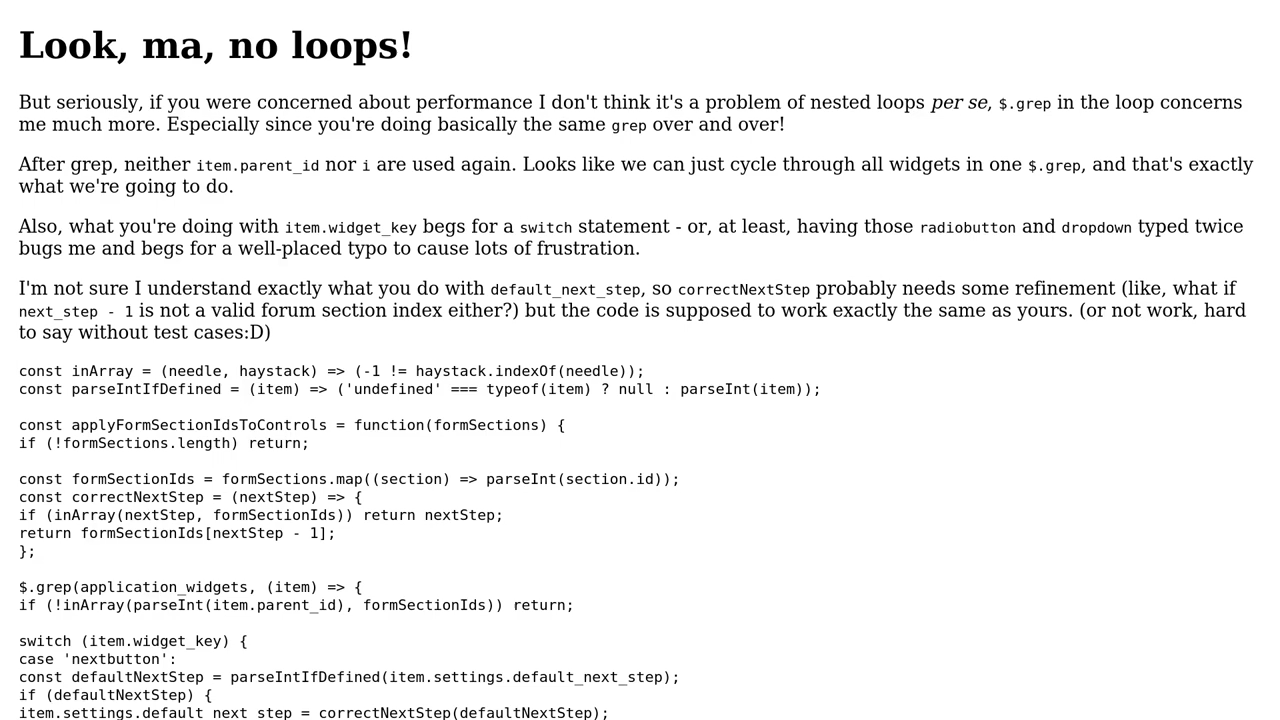 Look, ma, no loops!
But seriously, if you were concerned about performance I don't think it's a problem of nested loops per se, $.grep in the loop concerns
me much more. Especially since you're doing basically the same grep over and over!
After grep, neither item.parent_id nor i are used again. Looks like we can just cycle through all widgets in one $.grep, and that's exactly
what we're going to do.
Also, what you're doing with item.widget_key begs for a switch statement - or, at least, having those radiobutton and dropdown typed twice
bugs me and begs for a well-placed typo to cause lots of frustration.
I'm not sure I understand exactly what you do with default_next_step, so correctNextStep probably needs some refinement (like, what if
next_step - 1 is not a valid forum section index either?) but the code is supposed to work exactly the same as yours. (or not work, hard
to say without test cases:D)
const inArray = (needle, haystack) => (-1 != haystack.indexOf(needle));
const parseIntIfDefined = (item) => ('undefined' === typeof(item) ? null : parseInt(item));
const applyFormSectionIdsToControls = function(formSections) {
if (!formSections.length) return;
const formSectionIds = formSections.map((section) => parseInt(section.id));
const correctNextStep = (nextStep) => {
if (inArray(nextStep, formSectionIds)) return nextStep;
return formSectionIds[nextStep - 1];
};
$.grep(application_widgets, (item) => {
if (!inArray(parseInt(item.parent_id), formSectionIds)) return;
switch (item.widget_key) {
case 'nextbutton':
const defaultNextStep = parseIntIfDefined(item.settings.default_next_step);
if (defaultNextStep) {
item.settings.default_next_step = correctNextStep(defaultNextStep);